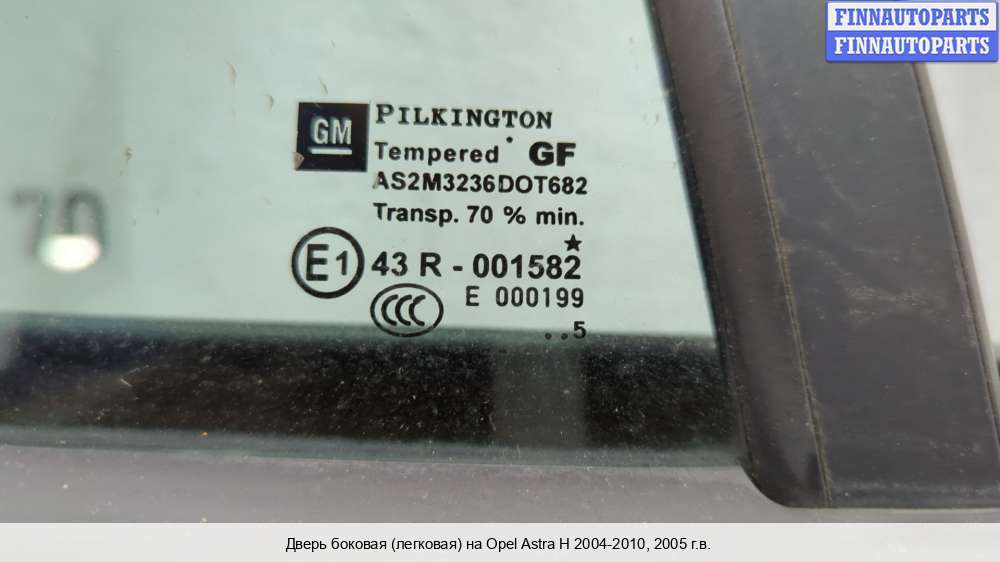 FINNAUTOPARTS
FINNAUTOPARTS
GM
PILKINGTON
Tempered GF
AS2M3236DOT682
Transp. 70 % min.
E1 43 R - 001582
CCC E 000199
..5
70
Дверь боковая (легковая) на Opel Astra H 2004-2010, 2005 г.в.